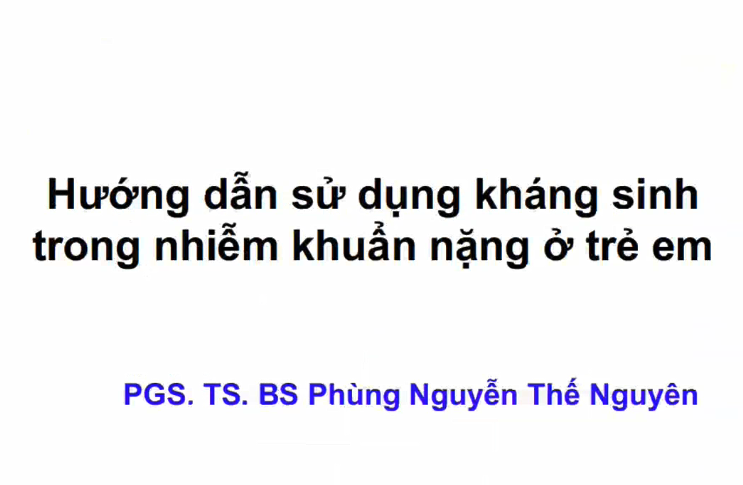 Hướng dẫn sử dụng kháng sinh
trong nhiễm khuẩn nặng ở trẻ em
PGS. TS. BS Phùng Nguyễn Thế Nguyên